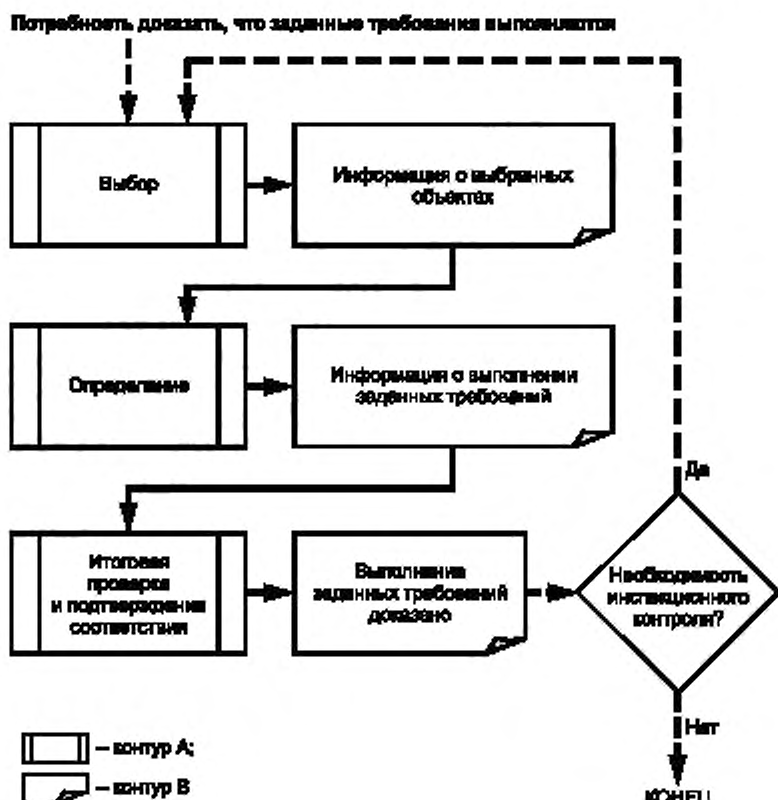 Потребность доказать, что заданные требования выполняются
Выбор
Информация о выбранных
объектах
Определение
Информация о выполнении
заданных требований
Да
Итоговая
проверка
и подтверждение
соответствия
Выполнение
заданных требований
доказано
Необходимость
инспекционного
контроля?
Нет
– контур А;
– контур В
КОНЕЦ